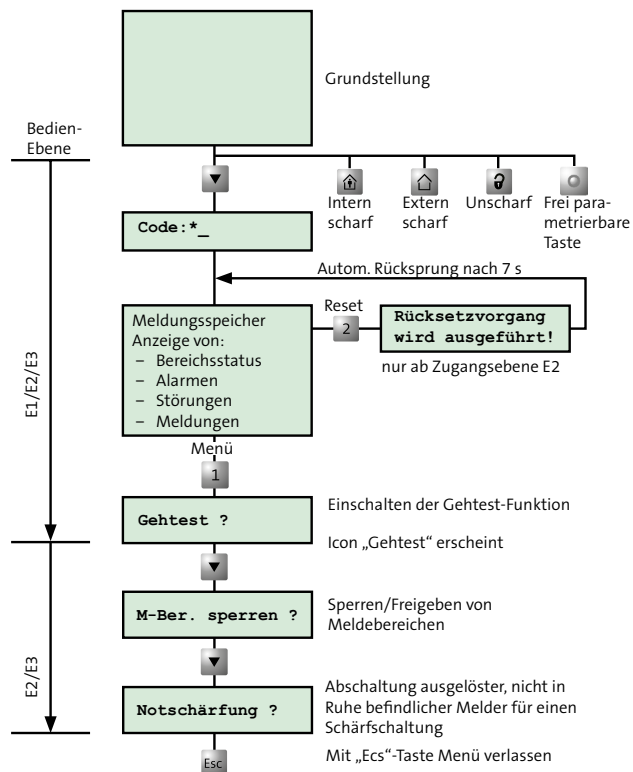 Grundstellung
Bedien-
Ebene
Intern
scharf
Extern
scharf
Unscharf
Frei para-
metrierbare
Taste
Code:*_
Autom. Rücksprung nach 7 s
Meldungsspeicher
Anzeige von:
– Bereichsstatus
– Alarmen
– Störungen
– Meldungen
Reset
2
Rücksetzvorgang
wird ausgeführt!
nur ab Zugangsebene E2
E1/E2/E3
Menü
1
Gehtest ?
Einschalten der Gehtest-Funktion
Icon „Gehtest“ erscheint
M-Ber. sperren ?
Sperren/Freigeben von
Meldebereichen
E2/E3
Notschärfung ?
Abschaltung ausgelöster, nicht in
Ruhe befindlicher Melder für einen
Schärfschaltung
Esc
Mit „Ecs“-Taste Menü verlassen